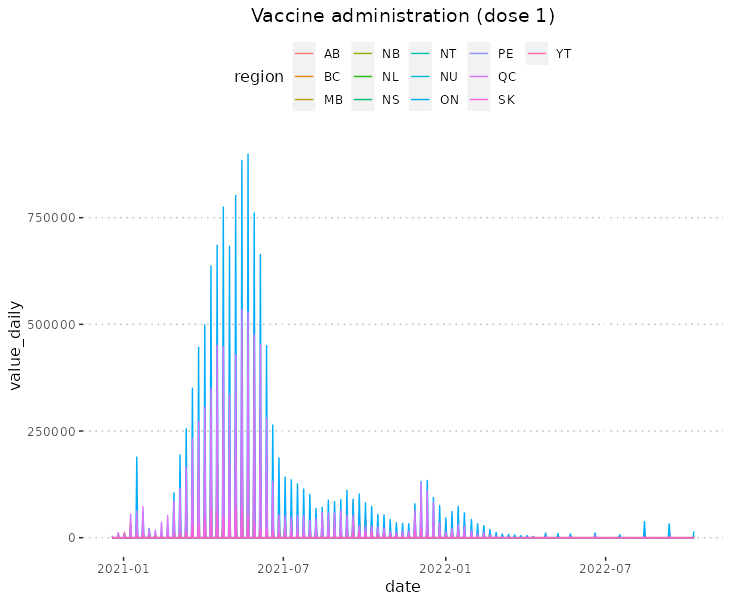 Vaccine administration (dose 1)
region
AB NB NT PE YT
BC NL NU QC
MB NS ON SK
value_daily
750000
500000
250000
0
2021-01 2021-07 2022-01 2022-07
date